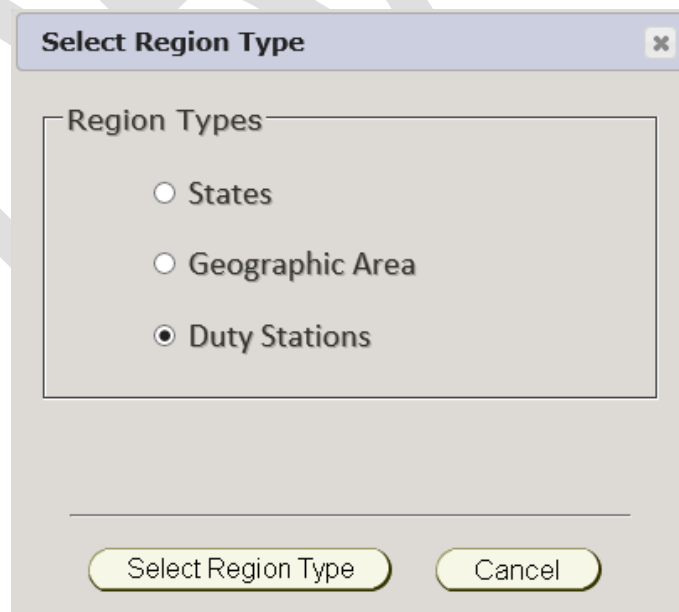 Select Region Type
Region Types
States
Geographic Area
Duty Stations
Select Region Type Cancel